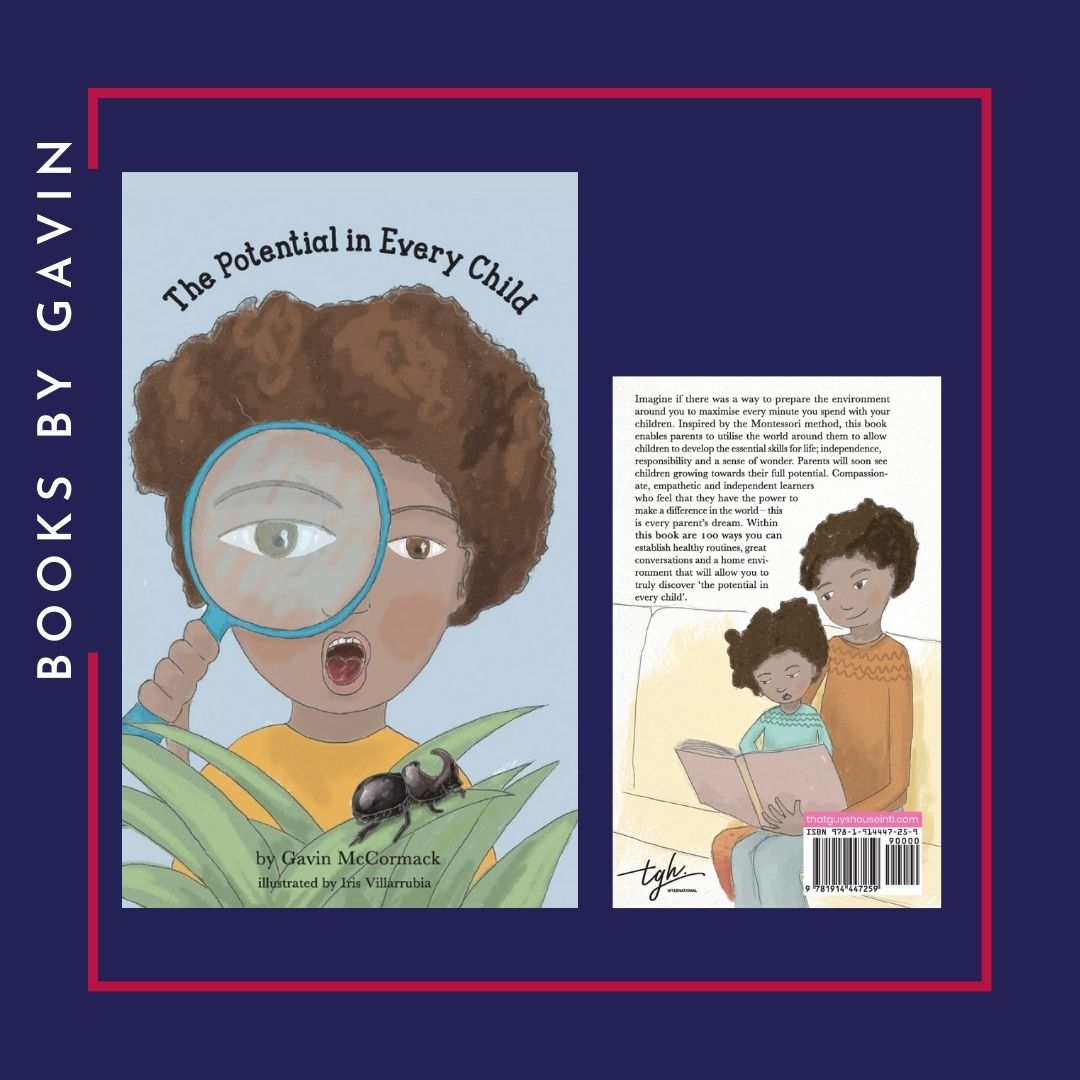 BOOKS BY GAVIN
The Potential in Every Child
by Gavin McCormack
illustrated by Iris Villarrubia
Imagine if there was a way to prepare the environment
around you to maximise every minute you spend with your
children. Inspired by the Montessori method, this book
enables parents to utilise the world around them to allow
children to develop the essential skills for life; independence,
responsibility and a sense of wonder. Parents will soon see
children growing towards their full potential. Compassion-
ate, empathetic and independent learners
who feel that they have the power to
make a difference in the world – this
is every parent's dream. Within
this book are 100 ways you can
establish healthy routines, great
conversations and a home envi-
ronment that will allow you to
truly discover 'the potential in
every child'.
thatguyshouseintl.com
ISBN 978-1-914447-25-9
90000
9 781914 447259
tgh.
INTERNATIONAL